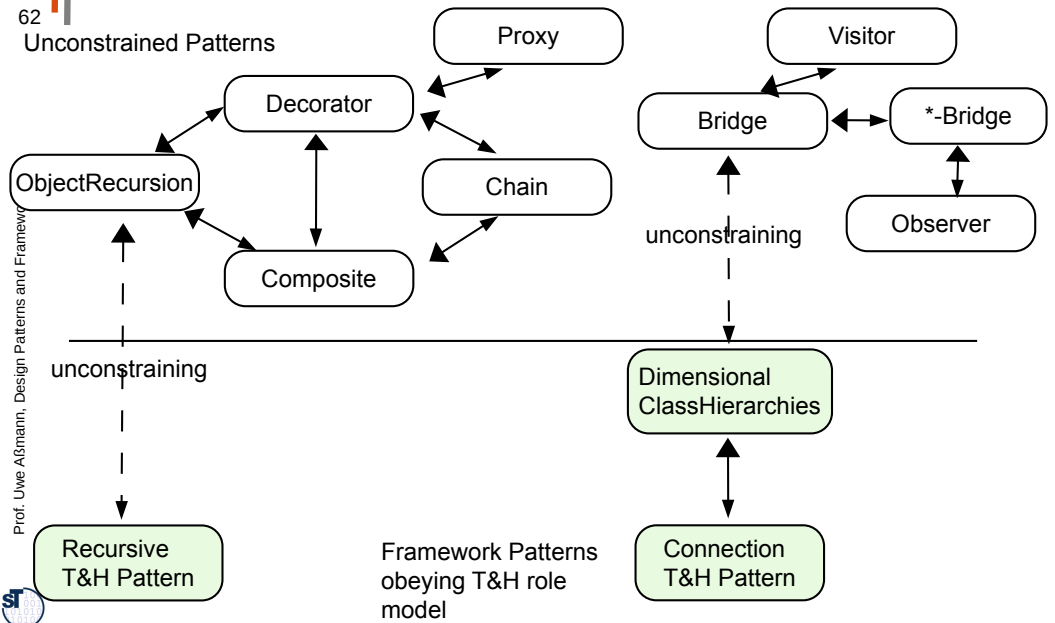 62
Unconstrained Patterns
Proxy
Visitor
Decorator
Bridge
*-Bridge
ObjectRecursion
Chain
Observer
unconstraining
Composite
unconstraining
Dimensional
ClassHierarchies
Recursive
T&H Pattern
Framework Patterns
obeying T&H role
model
Connection
T&H Pattern
Prof. Uwe Aßmann, Design Patterns and
sT